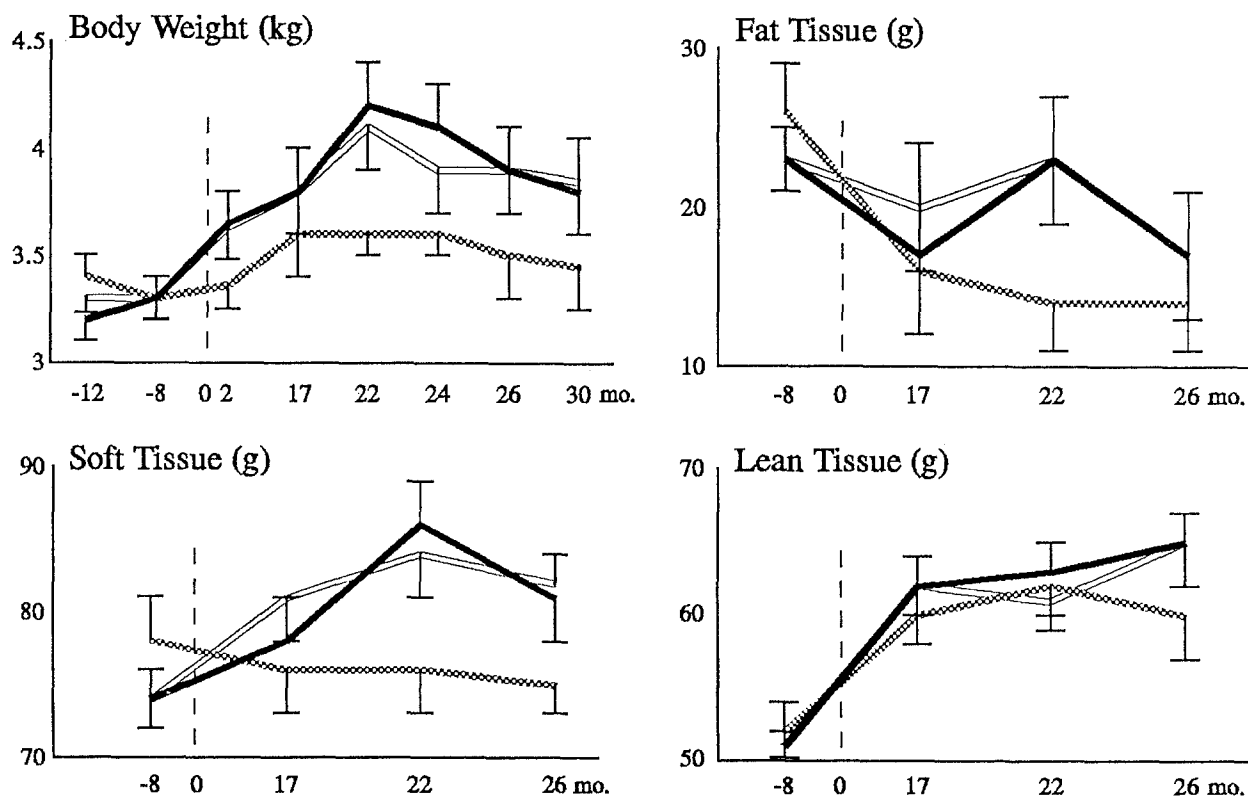 Body Weight (kg)
4.5
4
3.5
3
-12 -8 0 2 17 22 24 26 30 mo.
Fat Tissue (g)
30
20
10
-8 0 17 22 26 mo.
Soft Tissue (g)
90
80
70
-8 0 17 22 26 mo.
Lean Tissue (g)
70
60
50
-8 0 17 22 26 mo.